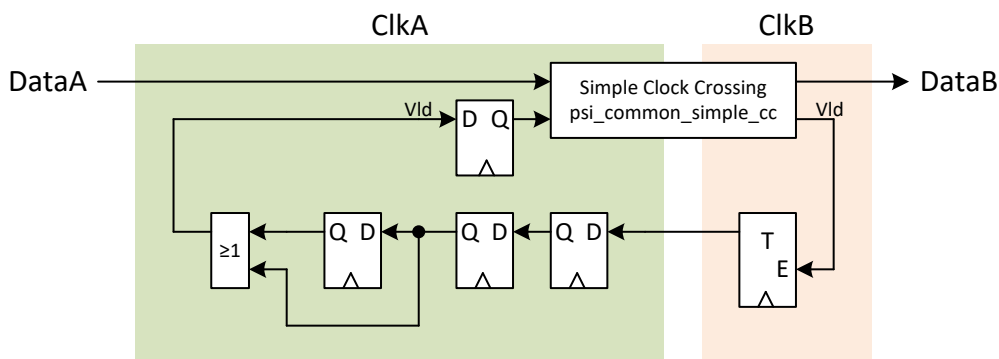 ClkA
ClkB
DataA
Simple Clock Crossing
psi_common_simple_cc
DataB
Vld
D Q
Vld
≥1
Q D
Q D
Q D
T
E